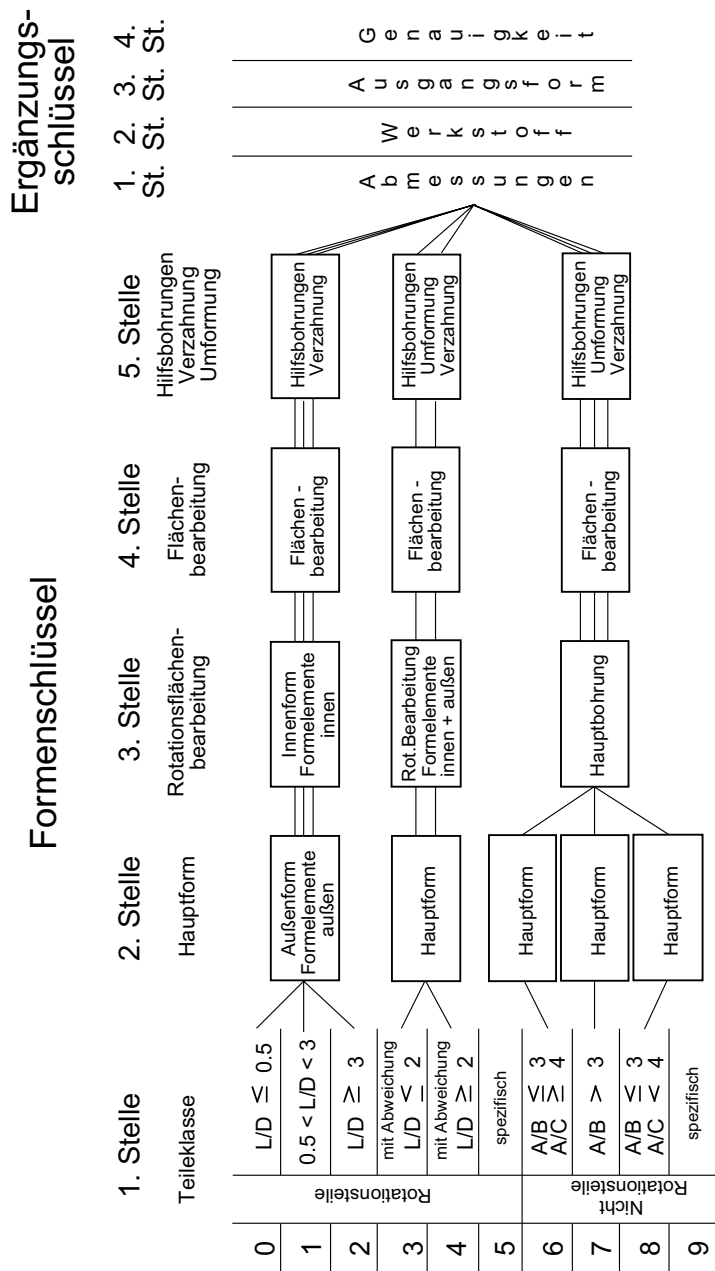 Formenschlüssel
Ergänzungs-
schlüssel
1. Stelle
2. Stelle
3. Stelle
4. Stelle
5. Stelle
1.
St.
2.
St.
3.
St.
4.
St.
Teileklasse
Hauptform
Rotationsflächen-
bearbeitung
Flächen-
bearbeitung
Hilfsbohrungen
Verzahnung
Umformung
0
1
2
3
4
5
6
7
8
9
Rotationsteile
Nicht
Rotationsteile
L/D ≤ 0.5
0.5 < L/D < 3
L/D ≥ 3
mit Abweichung
L/D ≤ 2
mit Abweichung
L/D ≥ 2
spezifisch
A/B ≤ 3
A/C ≥ 4
A/B > 3
A/B ≤ 3
A/C < 4
spezifisch
Außenform
Formelemente
außen
Innenform
Formelemente
innen
Flächen -
bearbeitung
Hilfsbohrungen
Verzahnung
Hauptform
Rot.Bearbeitung
Formelemente
innen + außen
Flächen -
bearbeitung
Hilfsbohrungen
Umformung
Verzahnung
Hauptform
Hauptform
Hauptform
Hauptbohrung
Flächen -
bearbeitung
Hilfsbohrungen
Umformung
Verzahnung
Abmessungen
Werkstoff
Ausgangsform
Genauigkeit